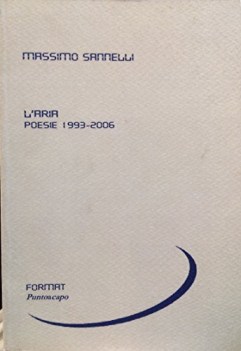 MASSIMO SANNELLI
L'ARIA
POESIE 1993-2006
FORMAT
Puntoacapo